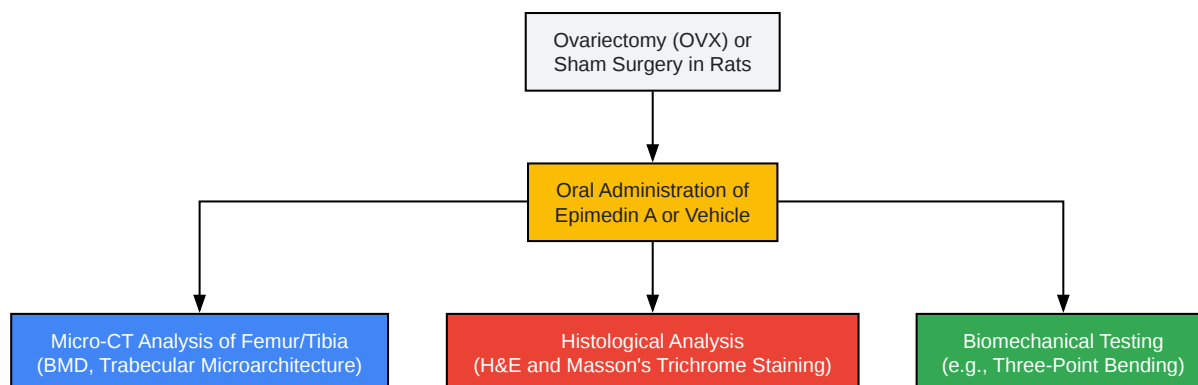 Ovariectomy (OVX) or
Sham Surgery in Rats
Oral Administration of
Epimedin A or Vehicle
Micro-CT Analysis of Femur/Tibia
(BMD, Trabecular Microarchitecture)
Histological Analysis
(H&E and Masson's Trichrome Staining)
Biomechanical Testing
(e.g., Three-Point Bending)